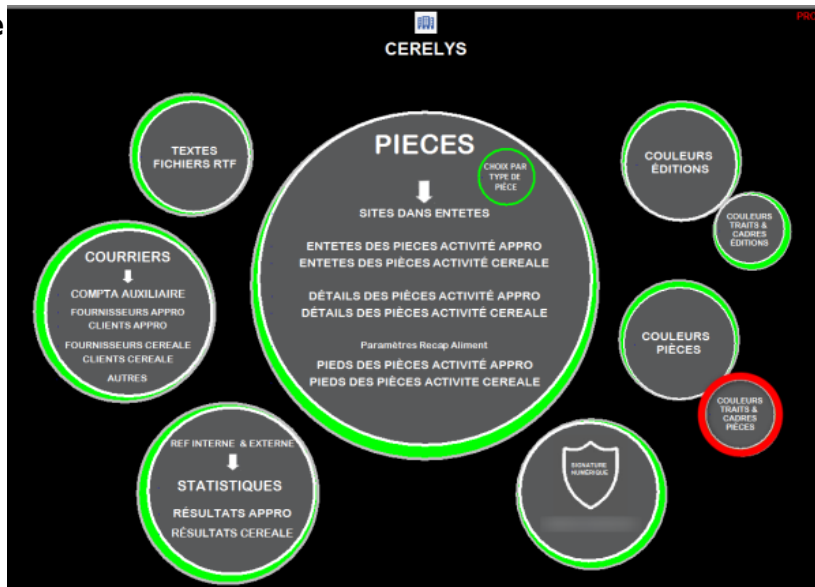 e
PRO
CERELYS
TEXTES
FICHIERS RTF
PIECES
CHOIX PAR
TYPE DE
PIÈCE
SITES DANS ENTETES
ENTETES DES PIECES ACTIVITÉ APPRO
ENTETES DES PIÈCES ACTIVITÉ CEREALE
DÉTAILS DES PIÈCES ACTIVITÉ APPRO
DÉTAILS DES PIÈCES ACTIVITÉ CEREALE
Paramètres Recap Aliment
PIEDS DES PIÈCES ACTIVITÉ APPRO
PIEDS DES PIÈCES ACTIVITE CEREALE
COULEURS
ÉDITIONS
COULEURS
TRAITS &
CADRES
ÉDITIONS
COURRIERS
COMPTA AUXILIAIRE
FOURNISSEURS APPRO
CLIENTS APPRO
FOURNISSEURS CEREALE
CLIENTS CEREALE
AUTRES
COULEURS
PIÈCES
COULEURS
TRAITS &
CADRES
PIÈCES
REF INTERNE & EXTERNE
STATISTIQUES
RÉSULTATS APPRO
RÉSULTATS CEREALE
SIGNATURE
NUMÉRIQUE